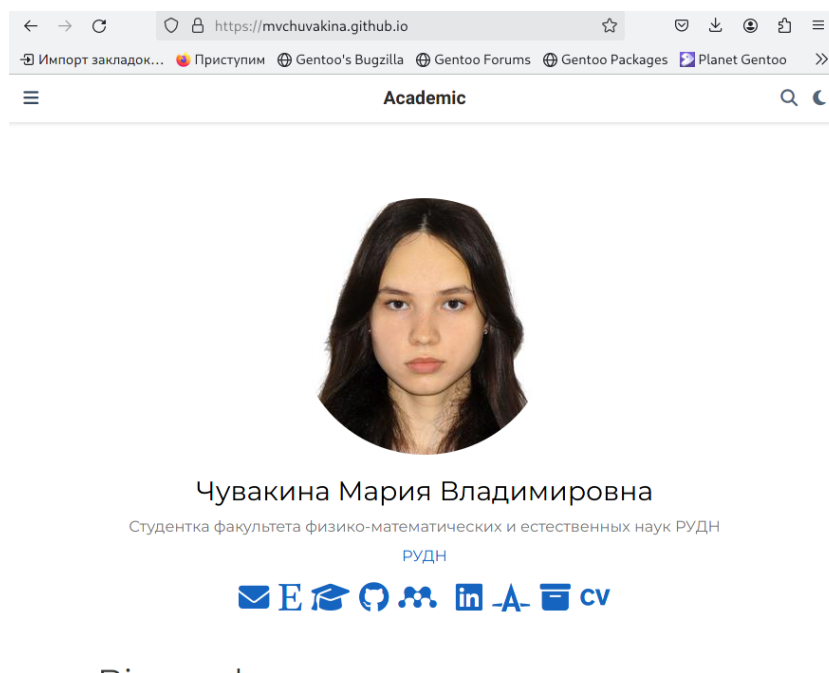 https://mvchuvakina.github.io
Импорт закладок... Приступим Gentoo's Bugzilla Gentoo Forums Gentoo Packages Planet Gentoo
Academic
Чувакина Мария Владимировна
Студентка факультета физико-математических и естественных наук РУДН
РУДН
E CV